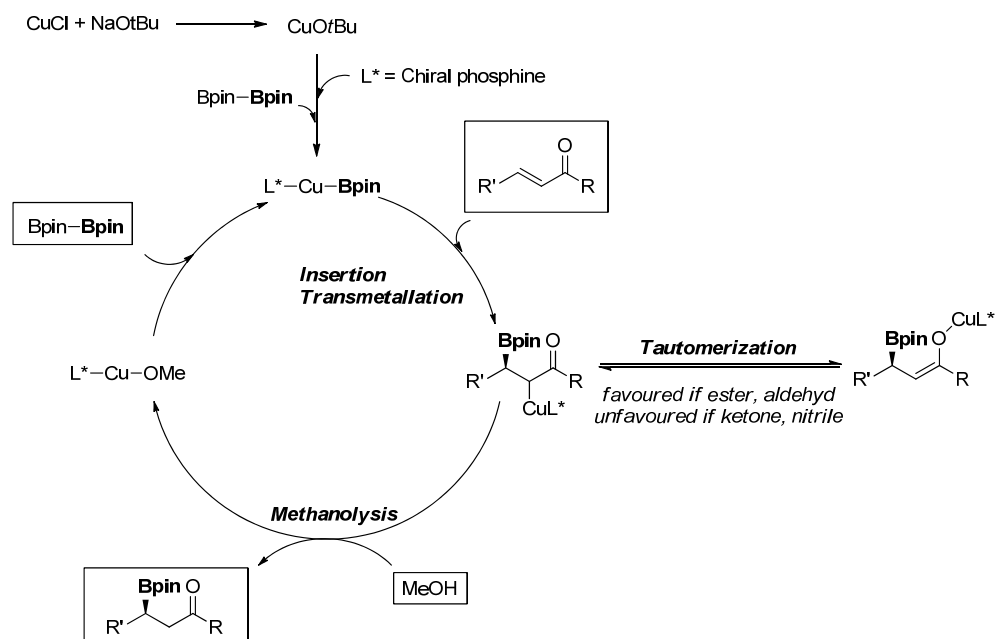 CuCl + NaOtBu
CuOtBu
L* = Chiral phosphine
Bpin–Bpin
L*–Cu–Bpin
O
R'
R
Bpin–Bpin
Insertion
Transmetallation
L*–Cu–OMe
Bpin O
R'
R
CuL*
Tautomerization
favoured if ester, aldehyd
unfavoured if ketone, nitrile
CuL*
Bpin O
R'
R
Methanolysis
MeOH
Bpin O
R'
R